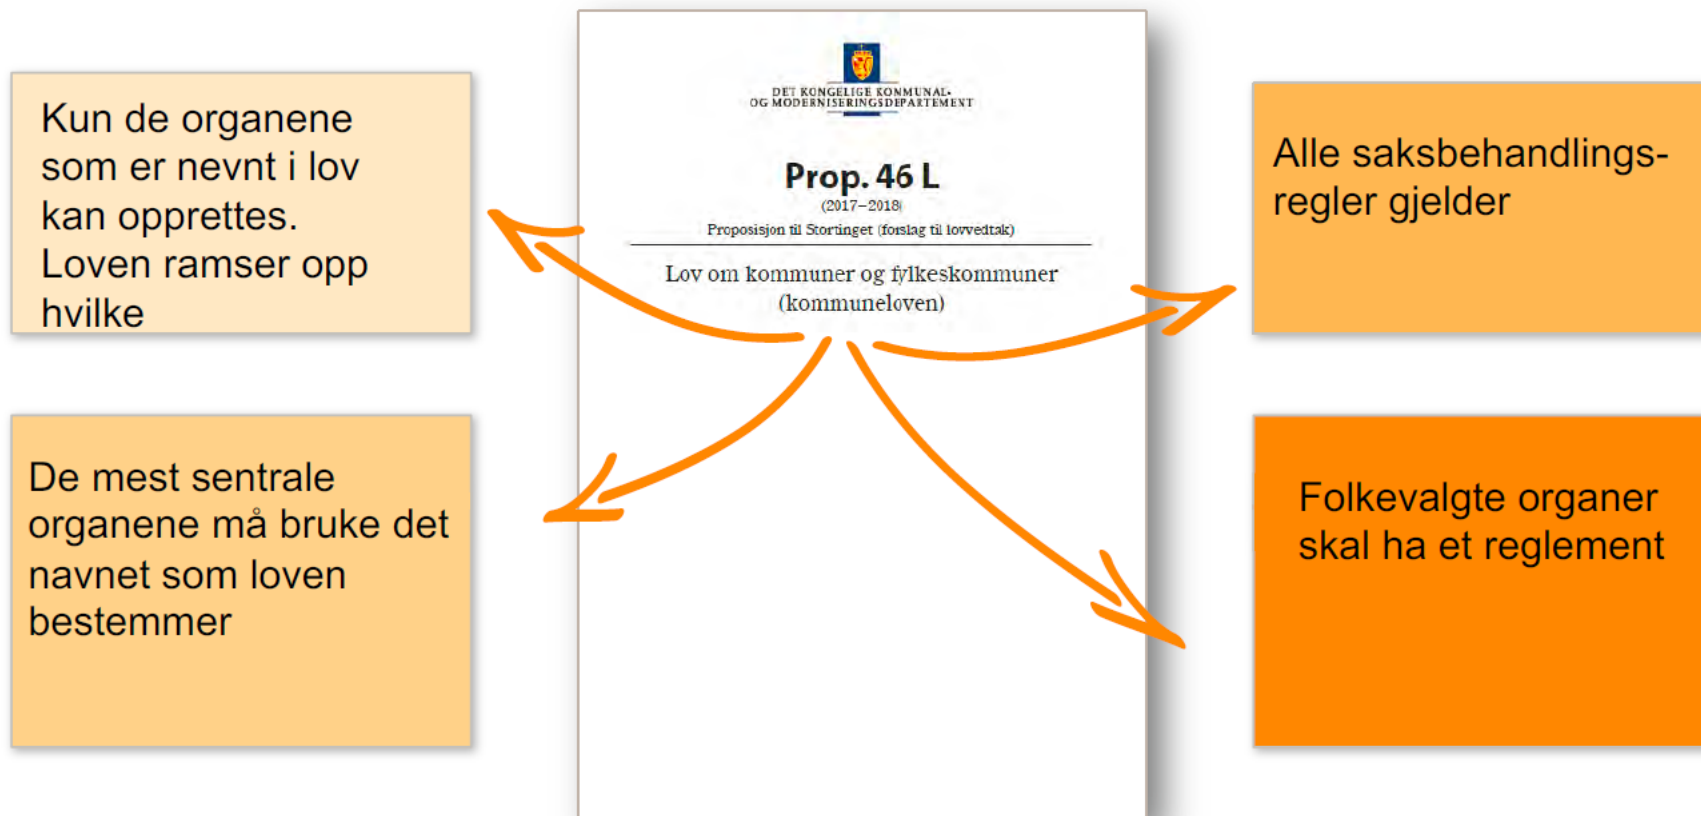 Kun de organene
som er nevnt i lov
kan opprettes.
Loven ramser opp
hvilke
De mest sentrale
organene må bruke det
navnet som loven
bestemmer
DET KONGELIGE KOMMUNAL-
OG MODERNISERINGSDEPARTEMENT
Prop. 46 L
(2017–2018)
Proposisjon til Stortinget (forslag til lovvedtak)
Lov om kommuner og fylkeskommuner
(kommuneloven)
Alle saksbehandlings-
regler gjelder
Folkevalgte organer
skal ha et reglement